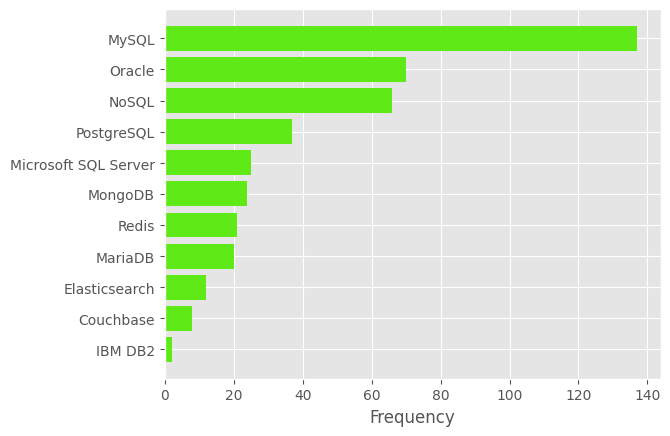 MySQL
Oracle
NoSQL
PostgreSQL
Microsoft SQL Server
MongoDB
Redis
MariaDB
Elasticsearch
Couchbase
IBM DB2
0 20 40 60 80 100 120 140
Frequency